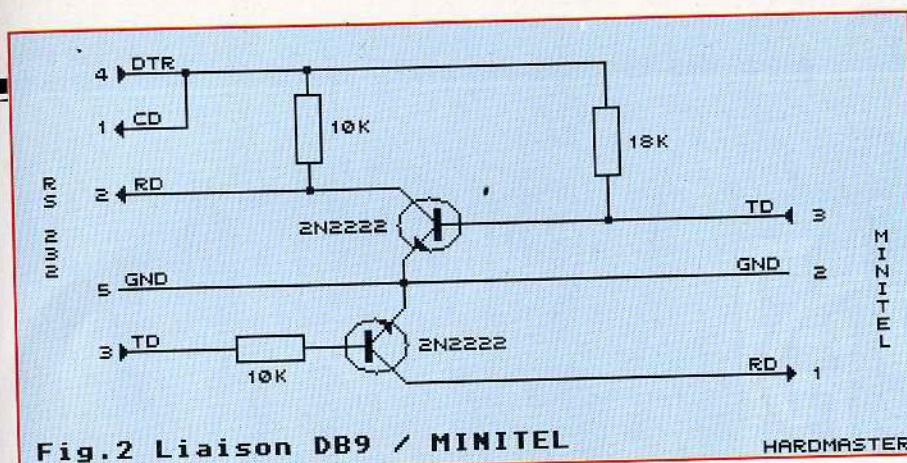 4 DTR
1 CD
10K
18K
2 RD
RS 232
2N2222
TD 3
MINITEL
5 GND
GND 2
3 TD
2N2222
10K
RD 1
Fig.2 Liaison DB9 / MINITEL
HARDMASTER